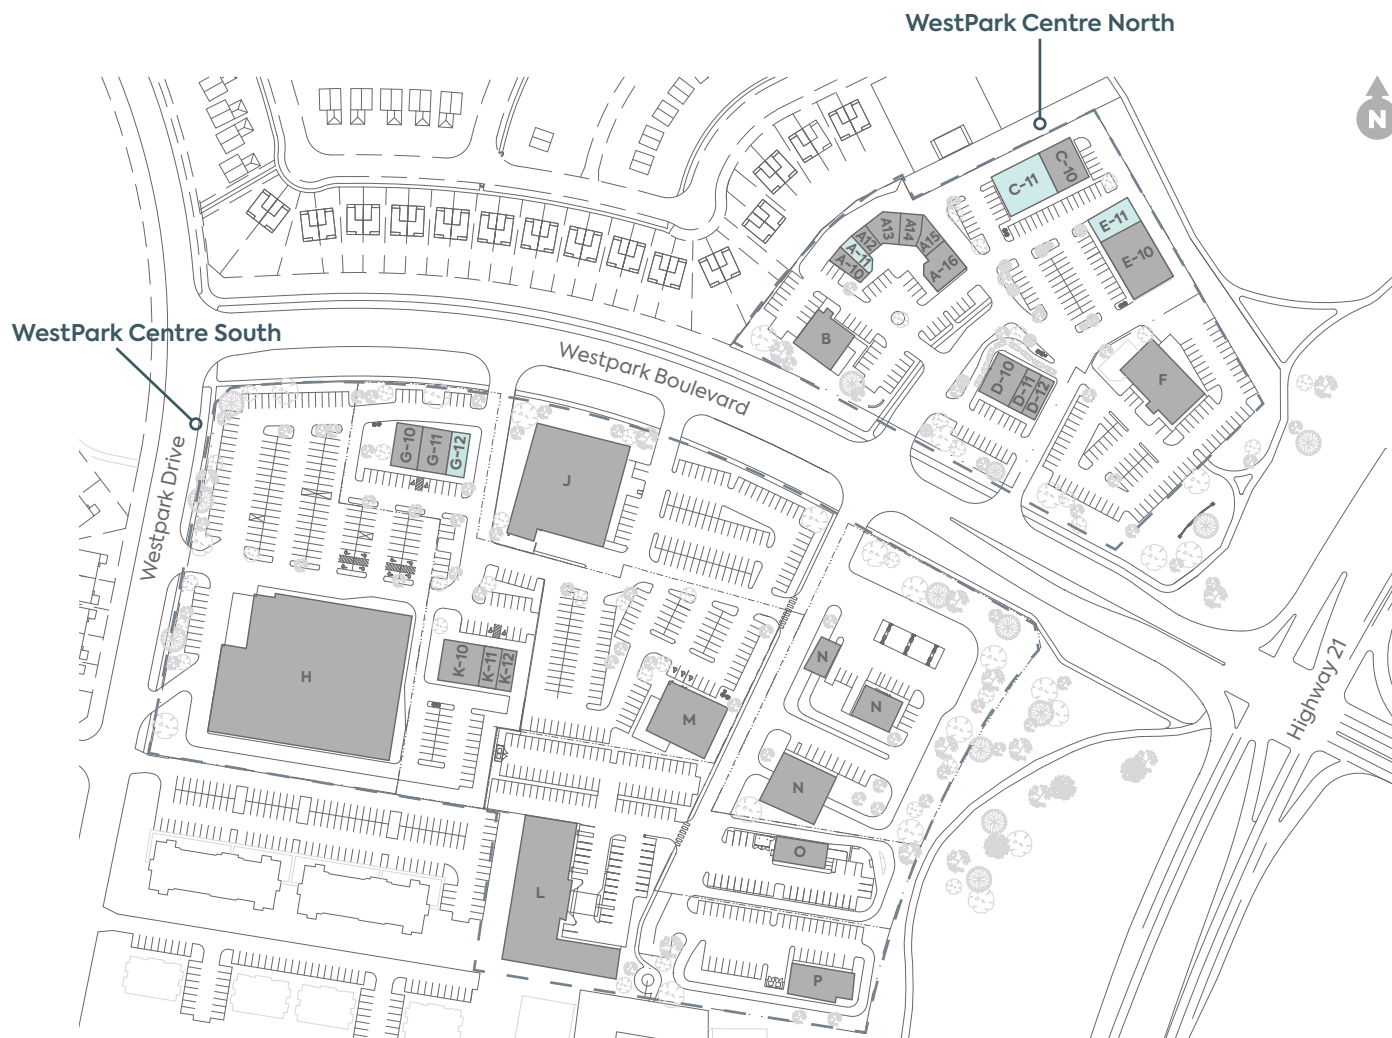 WestPark Centre North
N
C-11
C-10
E-11
E-10
A-10
A-11
A12
A13
A14
A15
A-16
B
D-10
D-11
D-12
F
WestPark Centre South
Westpark Boulevard
Westpark Drive
Highway 21
G-10
G-11
G-12
J
H
K-10
K-11
K-12
M
N
N
N
O
L
P